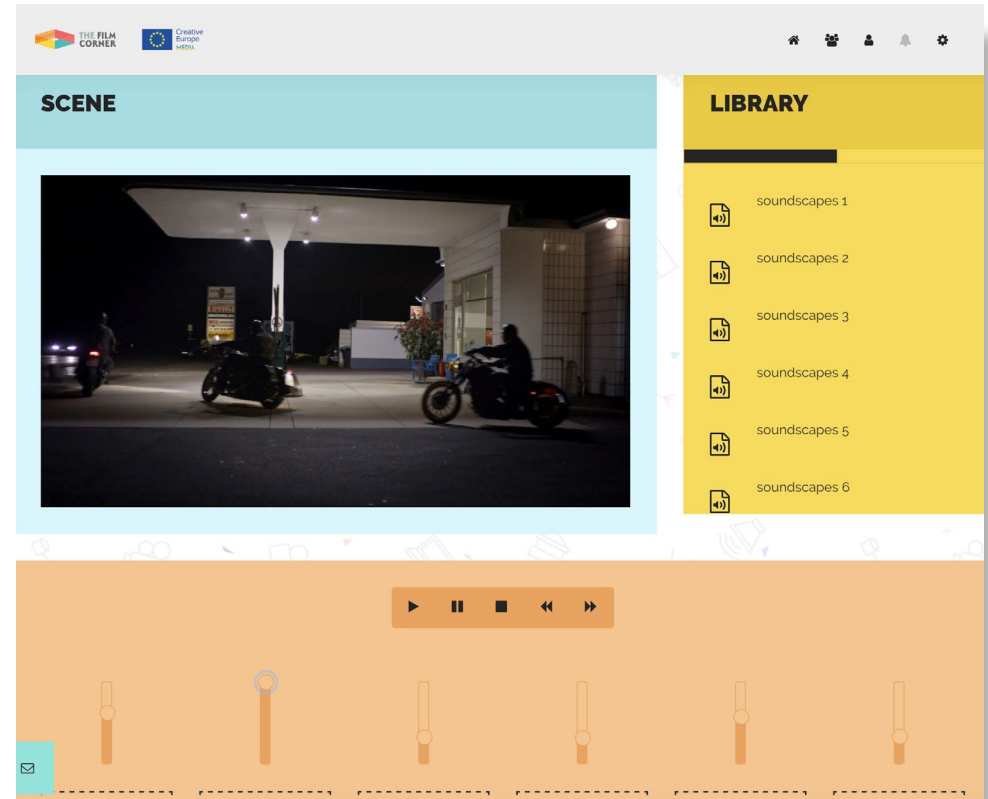 THE FILM
CORNER
Creative
Europe
MEDIA
SCENE
LIBRARY
soundscapes 1
soundscapes 2
soundscapes 3
soundscapes 4
soundscapes 5
soundscapes 6